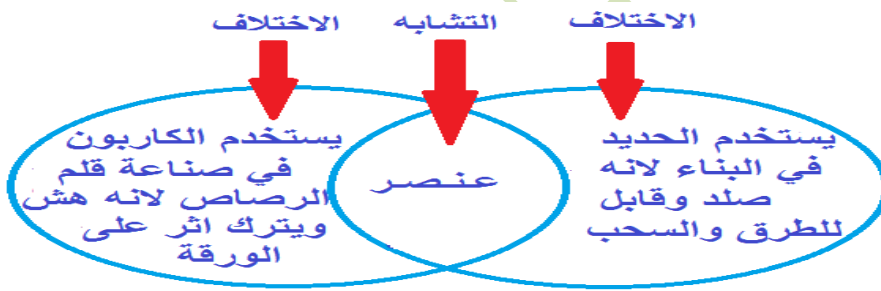 الاختلاف
التشابه
الاختلاف
يستخدم الحديد
في البناء لانه
صلد وقابل
للطرق والسحب
عنصر
يستخدم الكاربون
في صناعة قلم
الرصاص لانه هش
ويترك اثر على
الورقة